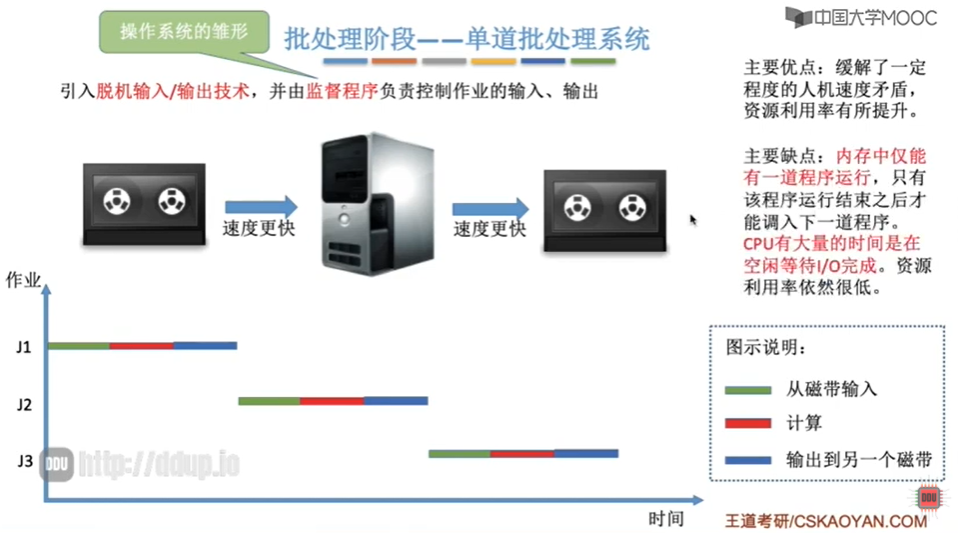 中国大学MOOC
操作系统的雏形
批处理阶段——单道批处理系统
引入脱机输入/输出技术，并由监督程序负责控制作业的输入、输出
主要优点：缓解了一定
程度的人机速度矛盾，
资源利用率有所提升。
主要缺点：内存中仅能
有一道程序运行，只有
该程序运行结束之后才
能调入下一道程序。
CPU有大量的时间是在
空闲等待I/O完成。资源
利用率依然很低。
速度更快
速度更快
作业
J1
J2
J3
时间
图示说明：
从磁带输入
计算
输出到另一个磁带
DDU http://ddup.io
DDU
王道考研/CSKAOYAN.COM